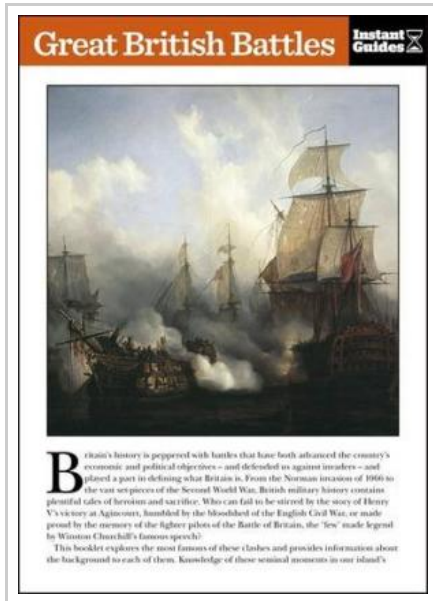 Great British Battles
Instant
Guides
Britain's history is peppered with battles that have both advanced the country's
economic and political objectives – and defended us against invaders – and
played a part in defining what Britain is. From the Norman invasion of 1066 to
the vast set-pieces of the Second World War, British military history contains
plentiful tales of heroism and sacrifice. Who can fail to be stirred by the story of Henry
V's victory at Agincourt, humbled by the bloodshed of the English Civil War, or made
proud by the memory of the fighter pilots of the Battle of Britain, the 'few' made legend
by Winston Churchill's famous speech?
This booklet explores the most famous of these clashes and provides information about
the background to each of them. Knowledge of these seminal moments in our island's